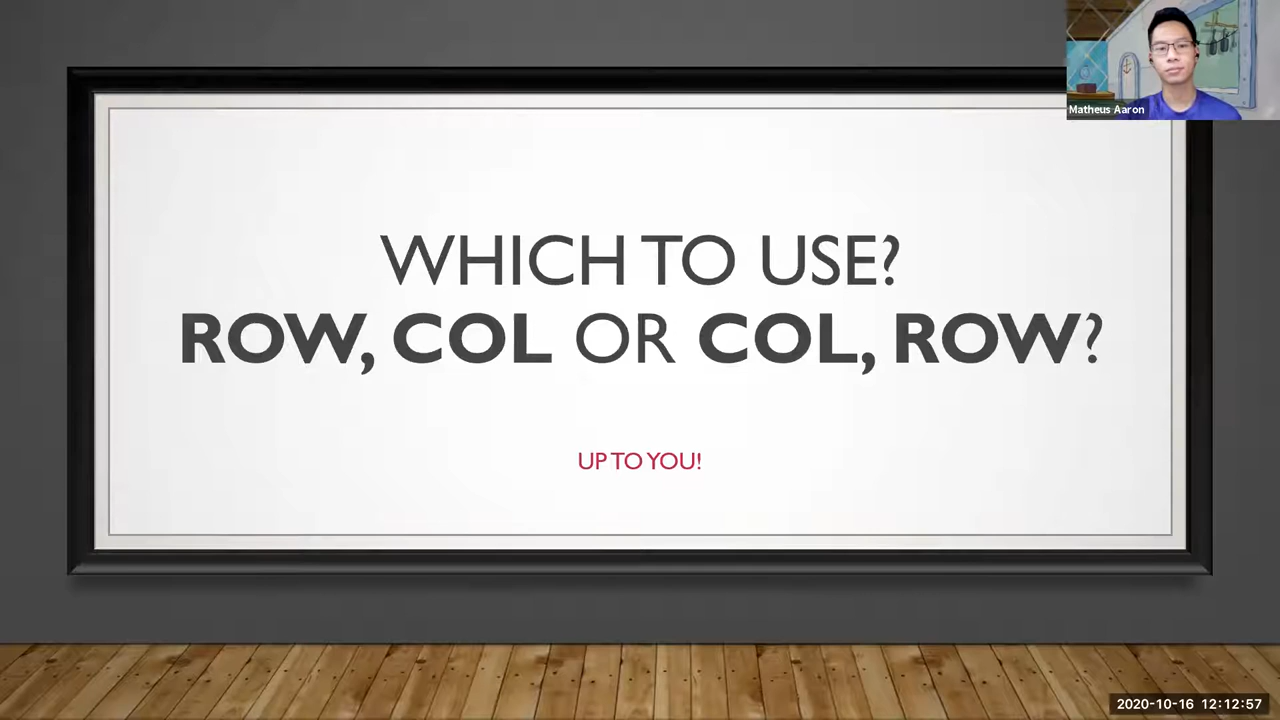 Matheus Aaron
WHICH TO USE?
ROW, COL OR COL, ROW?
UP TO YOU!
2020-10-16 12:12:57